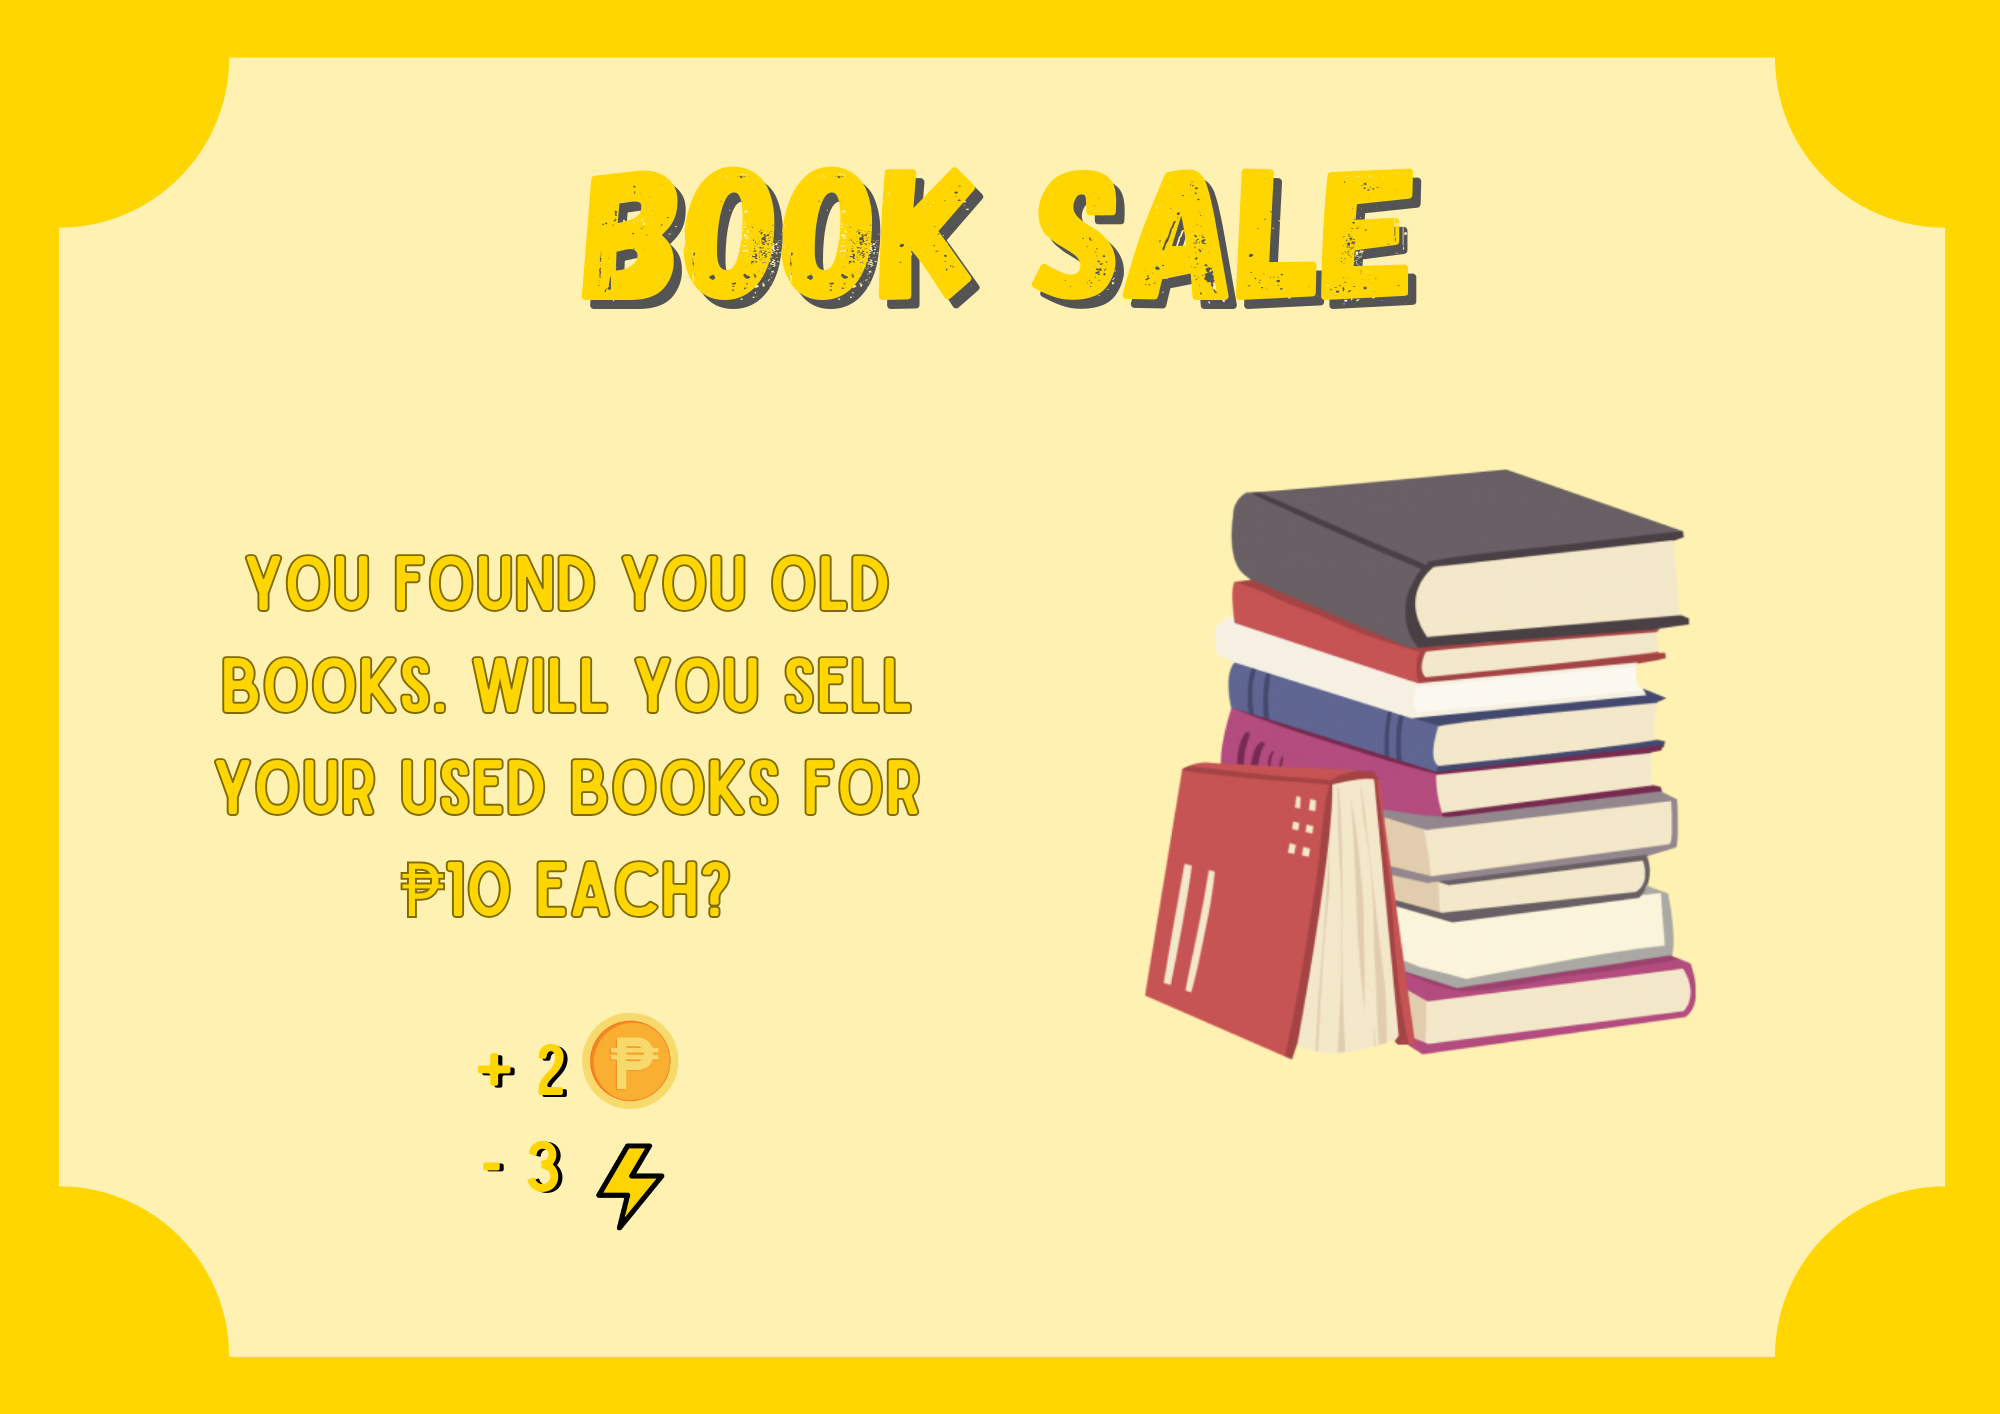 BOOK SALE
YOU FOUND YOU OLD
BOOKS. WILL YOU SELL
YOUR USED BOOKS FOR
₱10 EACH?
+ 2 ₱
- 3